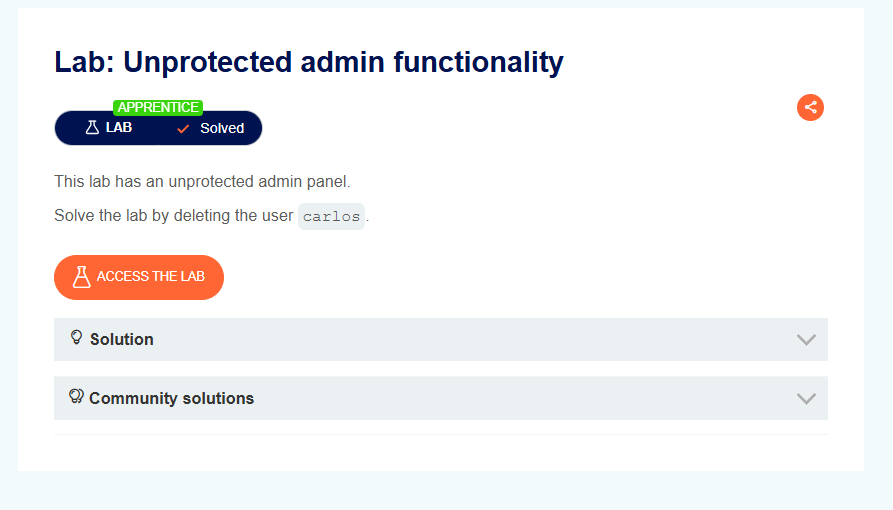 Lab: Unprotected admin functionality
APPRENTICE
LAB Solved
This lab has an unprotected admin panel.
Solve the lab by deleting the user carlos.
ACCESS THE LAB
Solution
Community solutions